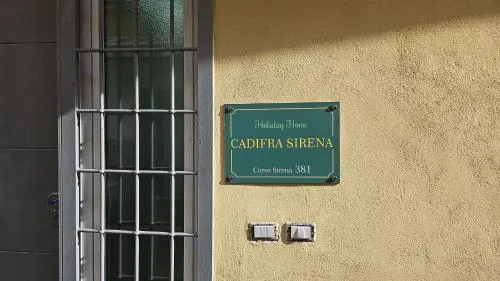 Holiday Home
CADIFRA SIRENA
Corso Sirena 381